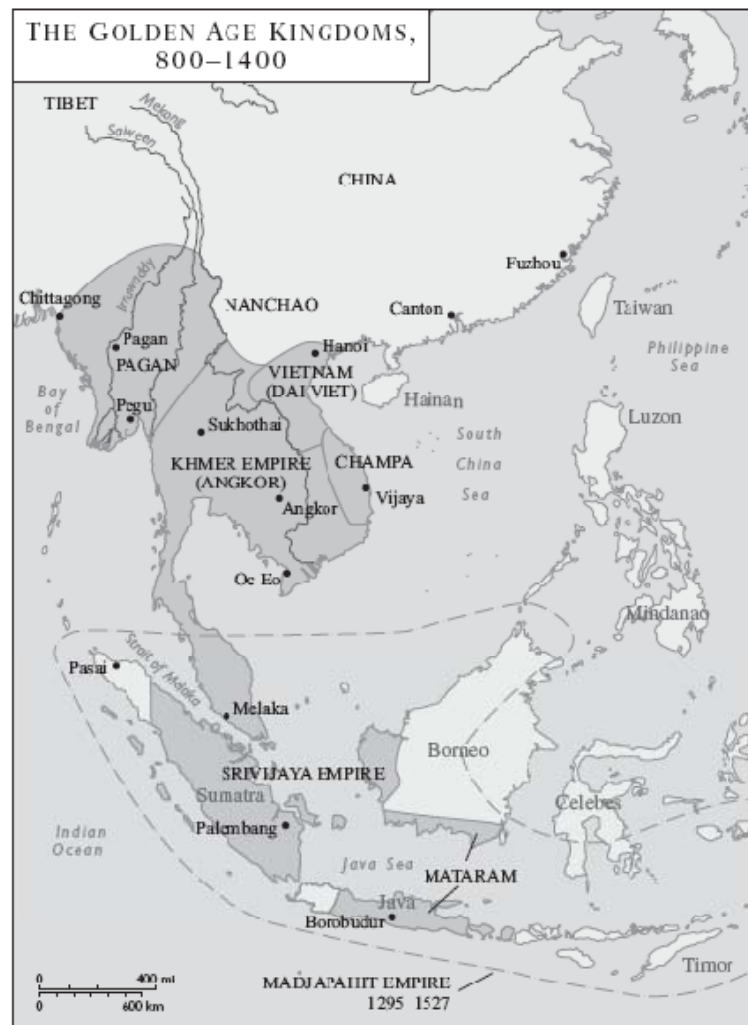 THE GOLDEN AGE KINGDOMS,
800–1400
TIBET
Mekong
Salween
CHINA
Fuzhou
Irrawiddy
Chittagong
NANCHAO
Canton
Taiwan
Pagan
PAGAN
Hanoi
VIETNAM
(DAI VIET)
Philippine
Sea
Bay
of
Bengal
Pegu
Hainan
Luzon
Sukhothai
South
China
Sea
KHMER EMPIRE
(ANGKOR)
CHAMPA
Angkor
Vijaya
Oc Eo
Mindanao
Pasai
Strait of Malaka
Melaka
Borneo
SRIVIJAYA EMPIRE
Sumatra
Celebes
Palembang
Indian
Ocean
Java Sea
MATARAM
Java
Borobudur
Timor
0 400 mi
0 600 km
MADJAPAHIT EMPIRE
1295 1527